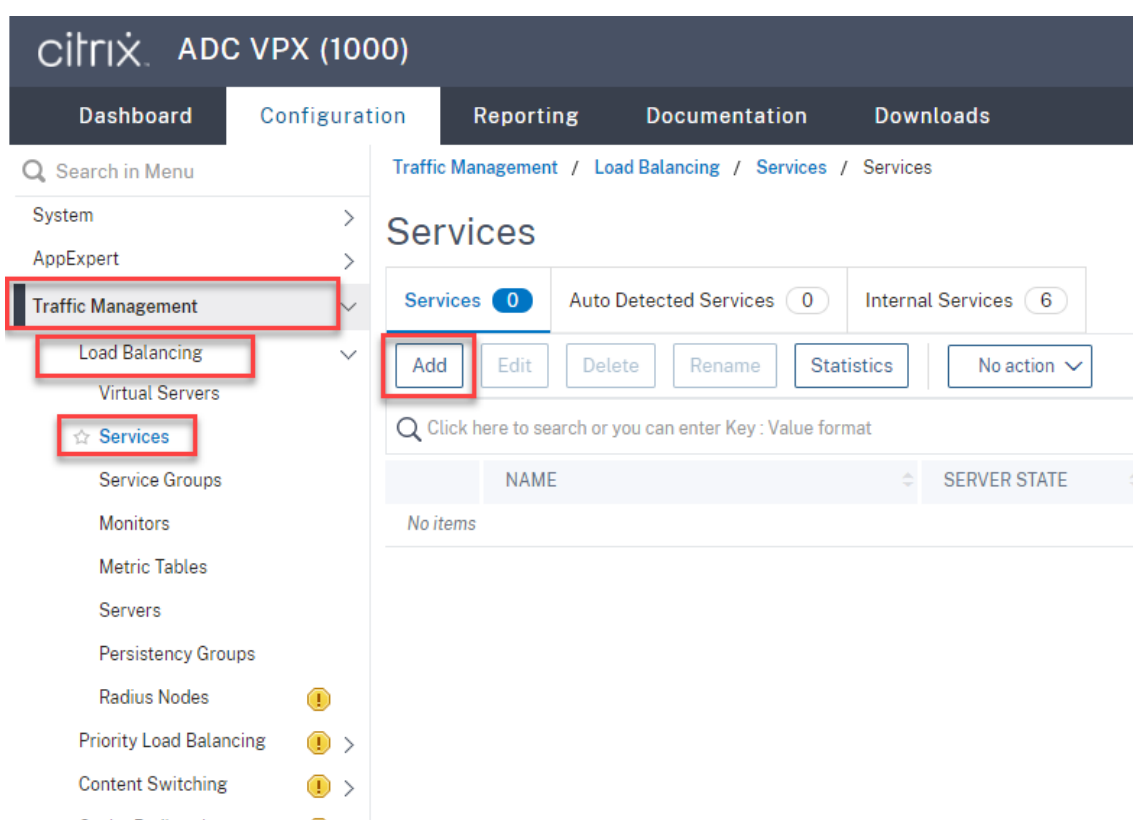 citrix. ADC VPX (1000)
Dashboard Configuration Reporting Documentation Downloads
Search in Menu
System
AppExpert
Traffic Management
Load Balancing
Virtual Servers
Services
Service Groups
Monitors
Metric Tables
Servers
Persistency Groups
Radius Nodes
Priority Load Balancing
Content Switching
Traffic Management / Load Balancing / Services / Services
Services
Services 0 Auto Detected Services 0 Internal Services 6
Add Edit Delete Rename Statistics No action
Click here to search or you can enter Key : Value format
NAME SERVER STATE
No items